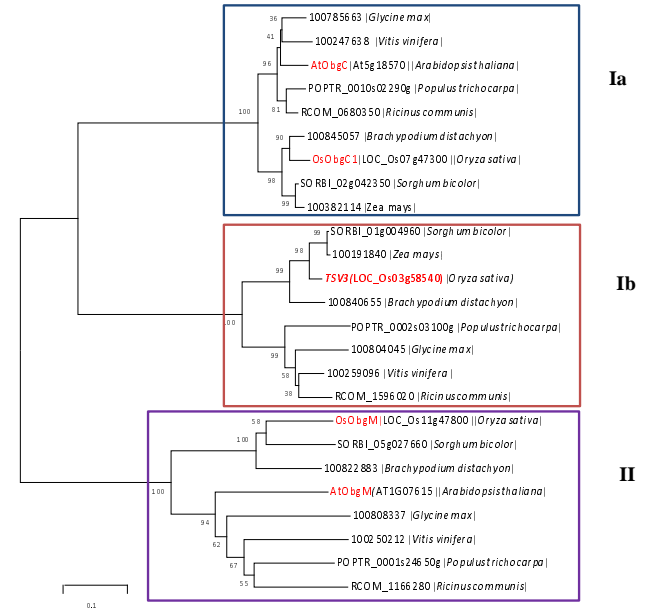 36
100785663 |Glycine max|
41
100247638 |Vitis vinifera|
AtObgC|At5g18570||Arabidopsis thaliana|
96
Ia
POPTR_0010s02290g |Populus trichocarpa|
81
100
RCOM_0680350 |Ricinus communis|
90
100845057 |Brachypodium distachyon|
OsObgC1|LOC_Os07g47300 ||Oryza sativa|
98
SORBI_02g042350 |Sorghum bicolor|
99
100382114 |Zea mays|
99
SORBI_01g004960 |Sorghum bicolor|
98
100191840 |Zea mays|
99
TSV3(LOC_Os03g58540) |Oryza sativa)
Ib
100840655 |Brachypodium distachyon|
100
POPTR_0002s03100g |Populus trichocarpa|
99
100804045 |Glycine max|
58
100259096 |Vitis vinifera|
38
RCOM_1596020 |Ricinus communis|
58
OsObgM|LOC_Os11g47800 ||Oryza sativa|
100
SORBI_05g027660 |Sorghum bicolor|
100822883 |Brachypodium distachyon|
II
100
AtObgM(AT1G07615 ||Arabidopsis thaliana|
94
100808337 |Glycine max|
62
100250212 |Vitis vinifera|
67
POPTR_0001s24650g |Populus trichocarpa|
55
RCOM_1166280 |Ricinus communis|
0.1